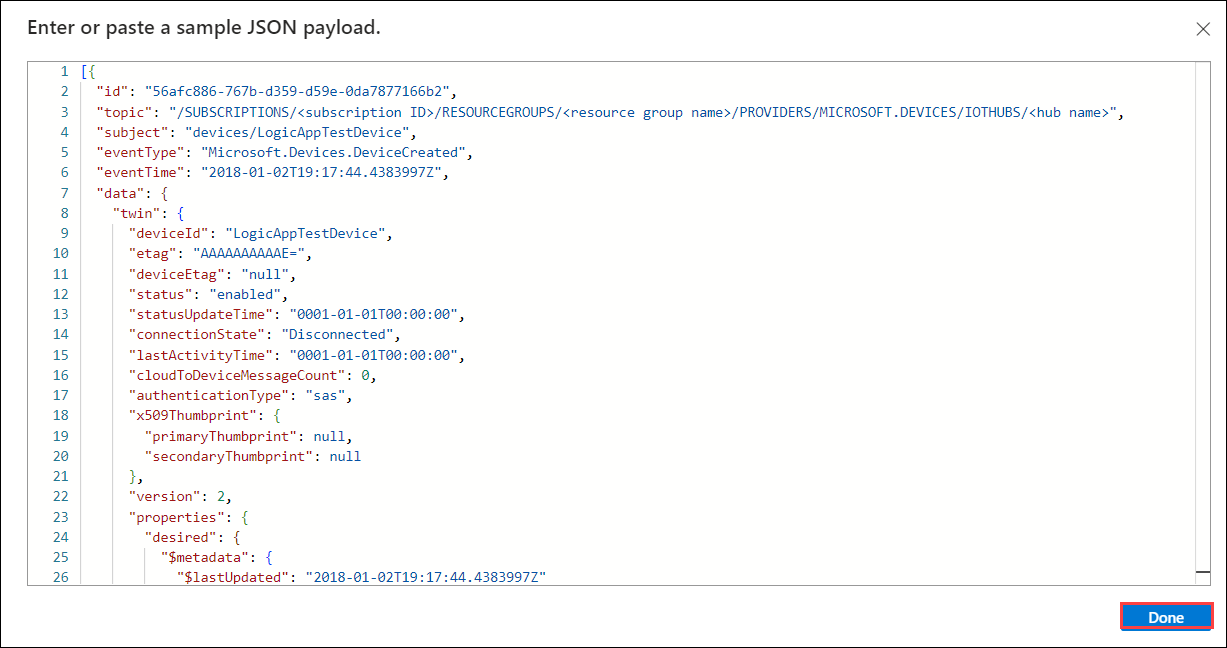 Enter or paste a sample JSON payload.
1 [{
2 "id": "56afc886-767b-d359-d59e-0da7877166b2",
3 "topic": "/SUBSCRIPTIONS/<subscription ID>/RESOURCEGROUPS/<resource group name>/PROVIDERS/MICROSOFT.DEVICES/IOTHUBS/<hub name>",
4 "subject": "devices/LogicAppTestDevice",
5 "eventType": "Microsoft.Devices.DeviceCreated",
6 "eventTime": "2018-01-02T19:17:44.4383997Z",
7 "data": {
8 "twin": {
9 "deviceId": "LogicAppTestDevice",
10 "etag": "AAAAAAAAAAE=",
11 "deviceEtag": "null",
12 "status": "enabled",
13 "statusUpdateTime": "0001-01-01T00:00:00",
14 "connectionState": "Disconnected",
15 "lastActivityTime": "0001-01-01T00:00:00",
16 "cloudToDeviceMessageCount": 0,
17 "authenticationType": "sas",
18 "x509Thumbprint": {
19 "primaryThumbprint": null,
20 "secondaryThumbprint": null
21 },
22 "version": 2,
23 "properties": {
24 "desired": {
25 "$metadata": {
26 "$lastUpdated": "2018-01-02T19:17:44.4383997Z"
Done